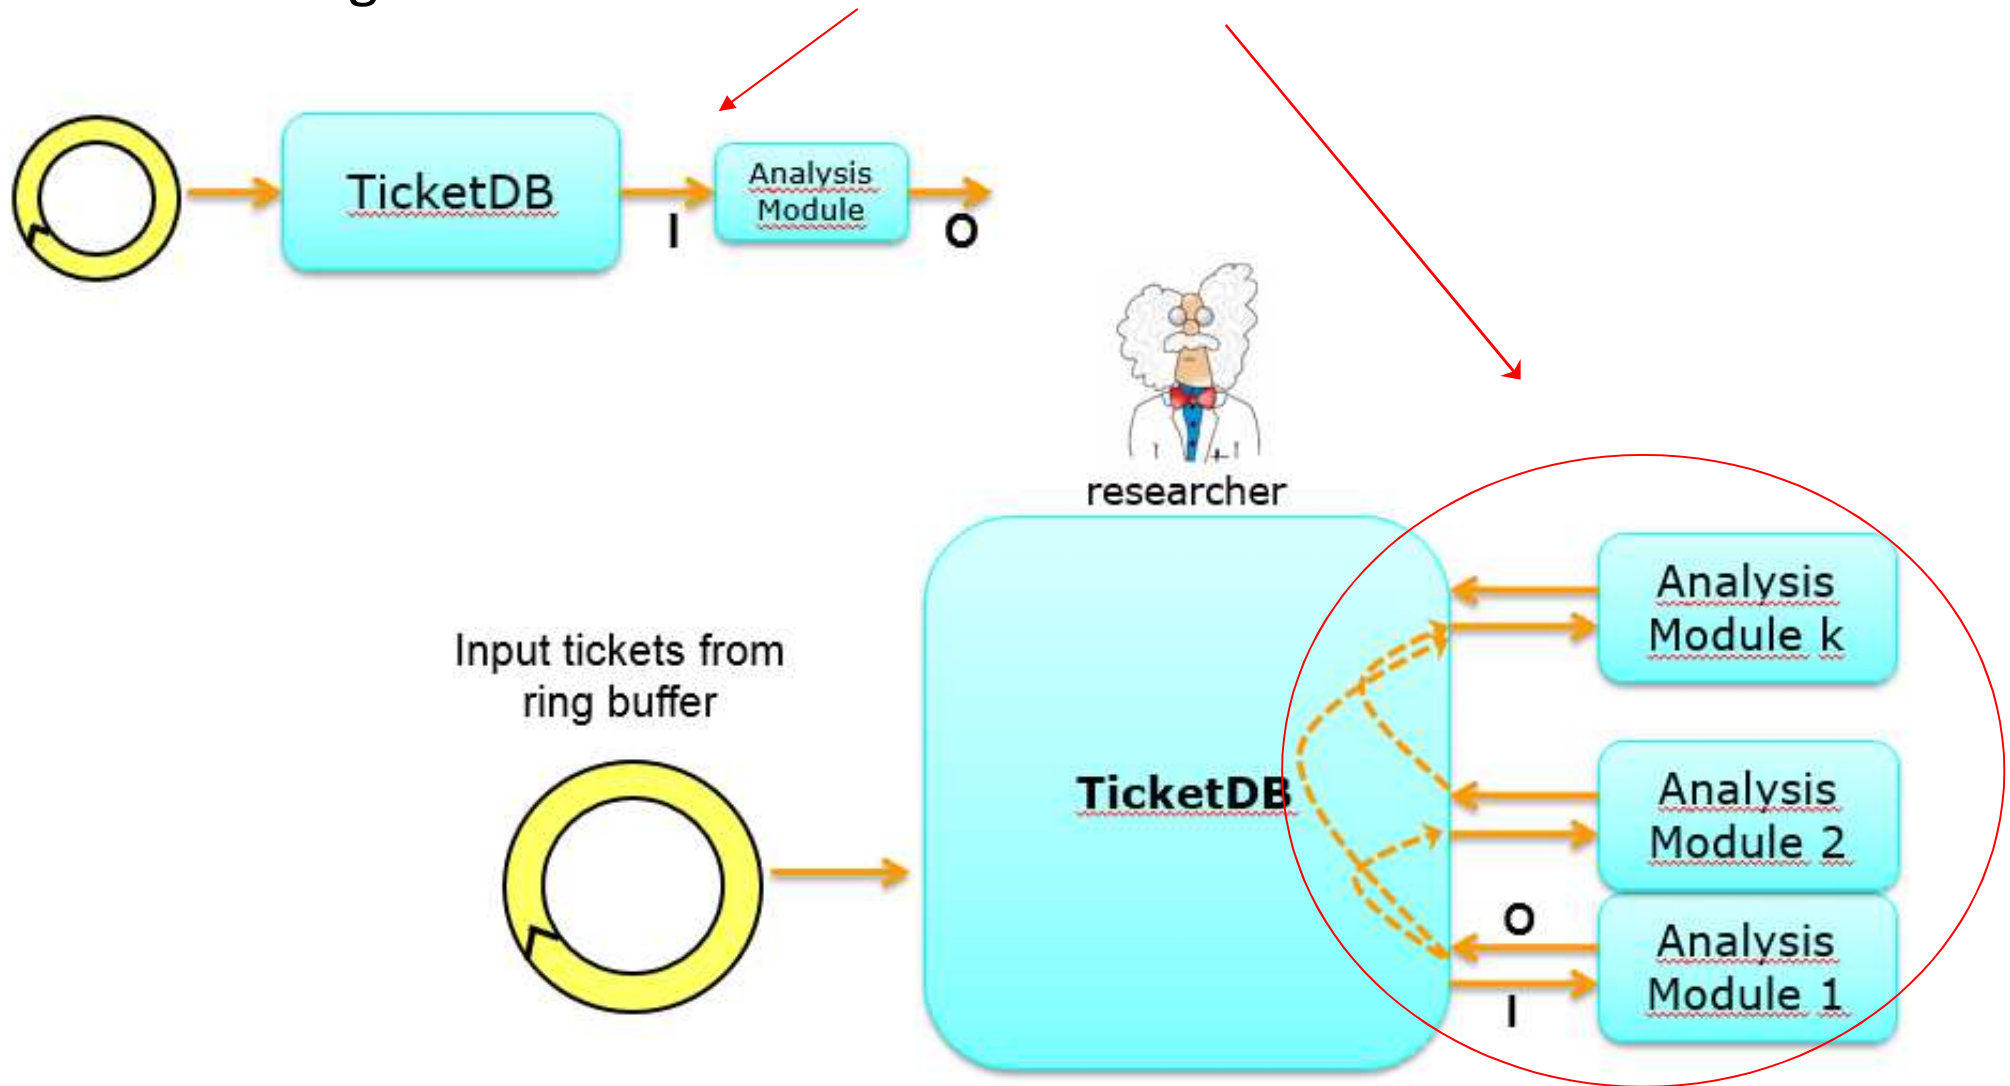 g
TicketDB
I
Analysis
Module
O
researcher
Input tickets from
ring buffer
TicketDB
Analysis
Module k
Analysis
Module 2
O
I
Analysis
Module 1